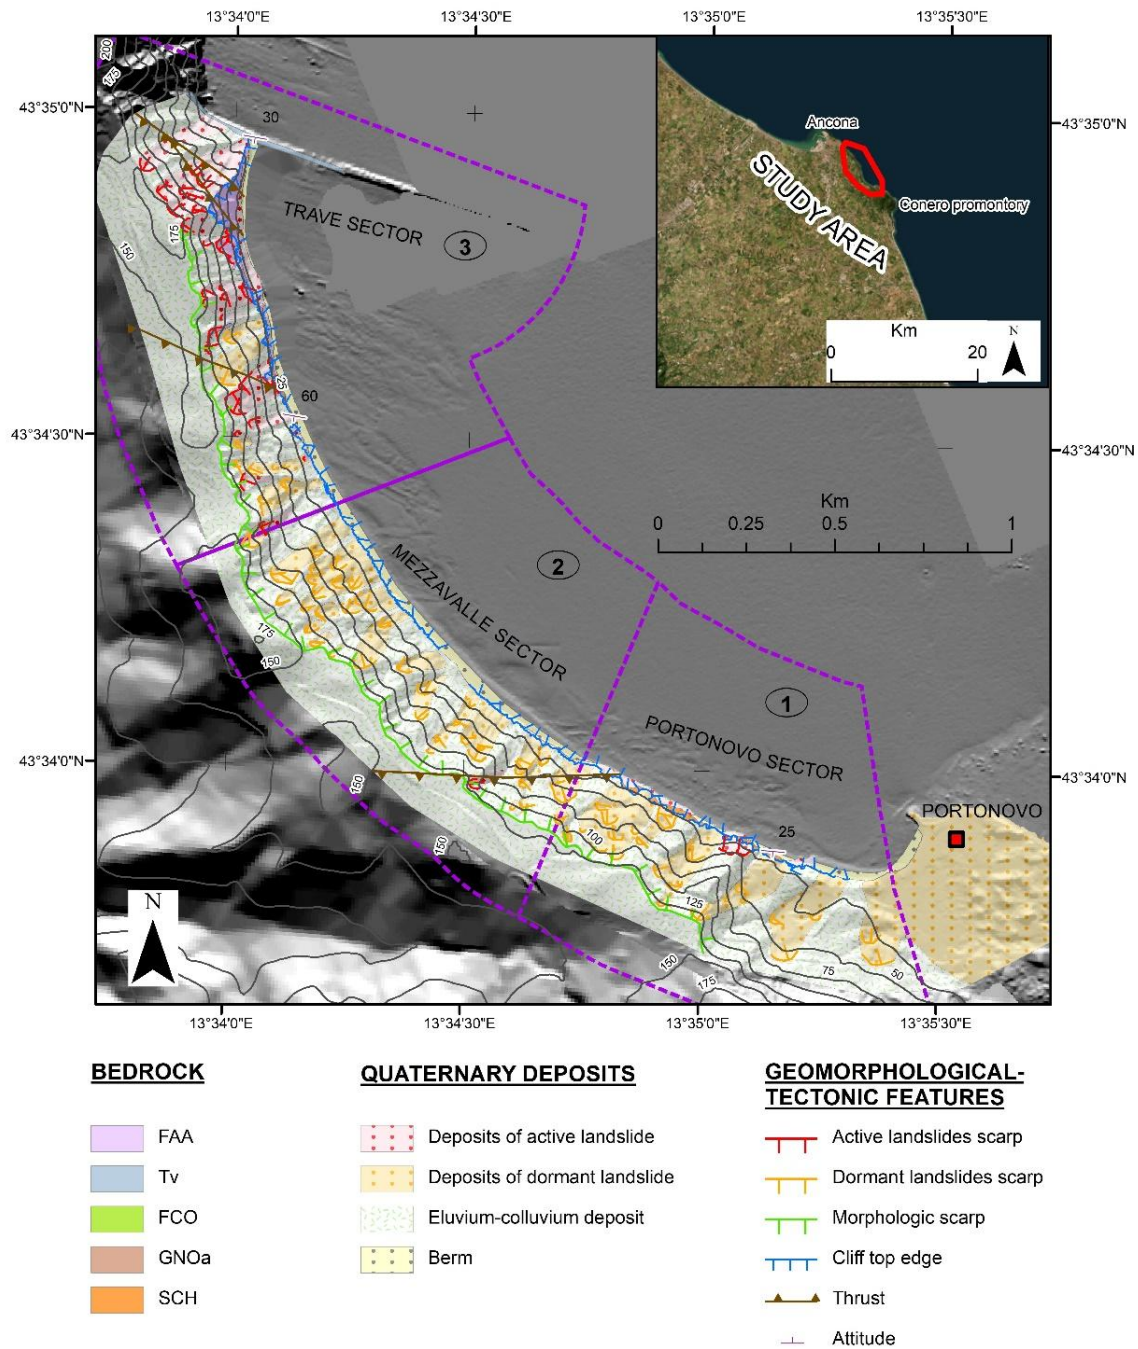 13°34'0"E
13°34'0"E
13°35'0"E
13°35'0"E
43°35'0"N
43°35'0"N
200
175
30
Ancona
STUDY AREA
Conero promontory
Km
0
20
N
TRAVE SECTOR
3
175
150
25
60
43°34'30"N
43°34'30"N
Km
0
0.25
0.5
1
MEZZAVALLE SECTOR
2
175
150
1
PORTONOVO SECTOR
43°34'0"N
43°34'0"N
150
PORTONOVO
25
100
150
125
N
150
175
75
50
13°34'0"E
13°34'30"E
13°35'0"E
13°35'30"E
BEDROCK
FAA
Tv
FCO
GNOa
SCH
QUATERNARY DEPOSITS
Deposits of active landslide
Deposits of dormant landslide
Eluvium-colluvium deposit
Berm
GEOMORPHOLOGICAL-
TECTONIC FEATURES
Active landslides scarp
Dormant landslides scarp
Morphologic scarp
Cliff top edge
Thrust
Attitude